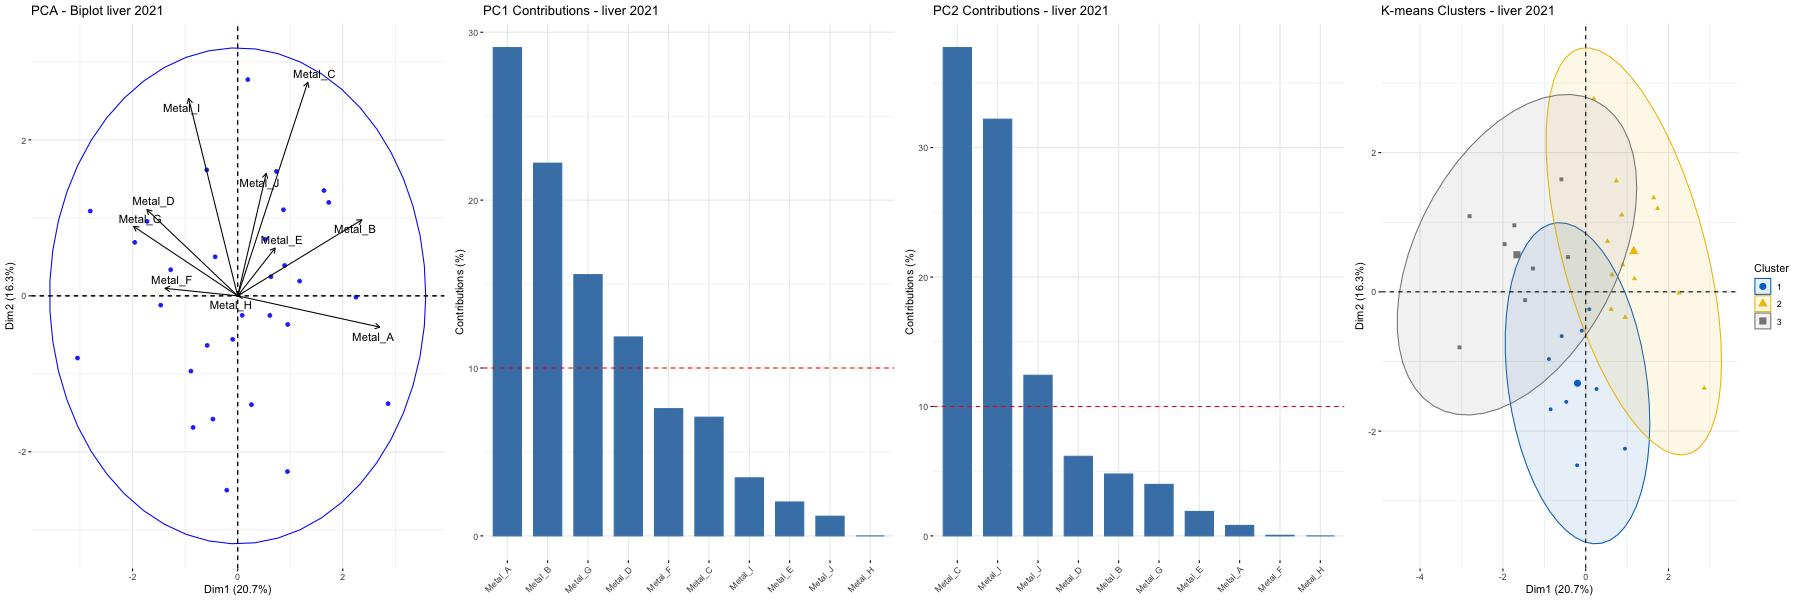 PCA - Biplot liver 2021
Metal_C
Metal_I
Metal_J
Metal_D
Metal_G
Metal_B
Metal_E
Metal_F
Metal_H
Metal_A
2
0
-2
Dim2 (16.3%)
-2
0
2
Dim1 (20.7%)
PC1 Contributions - liver 2021
30
20
10
0
Contributions (%)
Metal_A
Metal_B
Metal_G
Metal_D
Metal_F
Metal_C
Metal_I
Metal_E
Metal_J
Metal_H
PC2 Contributions - liver 2021
30
20
10
0
Contributions (%)
Metal_C
Metal_I
Metal_J
Metal_D
Metal_B
Metal_G
Metal_E
Metal_A
Metal_F
Metal_H
K-means Clusters - liver 2021
2
0
-2
Dim2 (16.3%)
-4
-2
0
2
Dim1 (20.7%)
Cluster
1
2
3